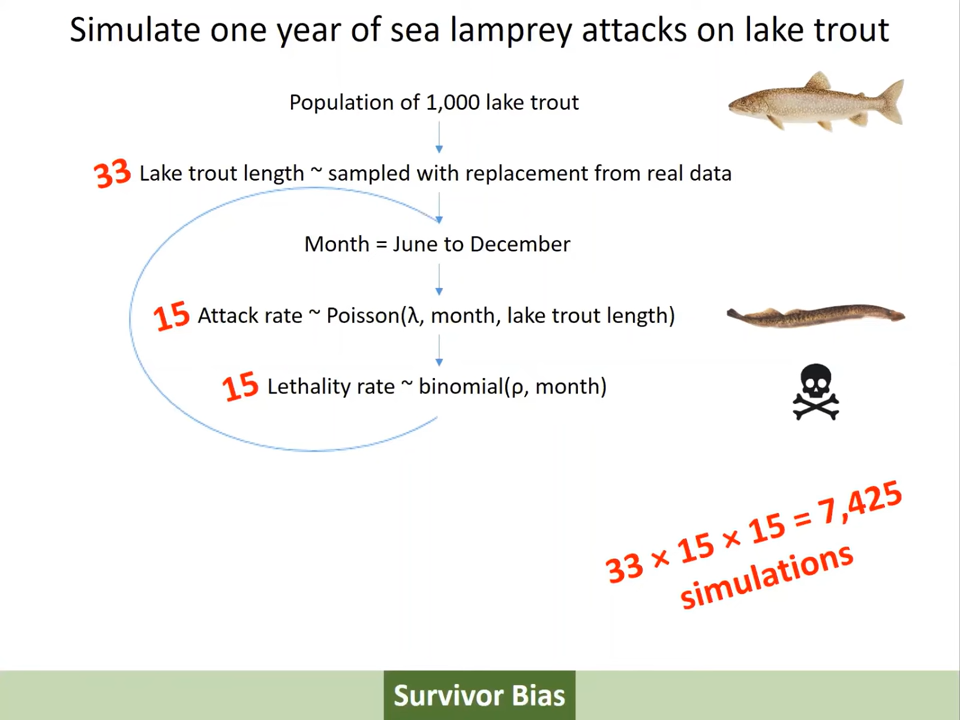 Simulate one year of sea lamprey attacks on lake trout
Population of 1,000 lake trout
33 Lake trout length ~ sampled with replacement from real data
Month = June to December
15 Attack rate ~ Poisson(λ, month, lake trout length)
15 Lethality rate ~ binomial(ρ, month)
33 × 15 × 15 = 7,425
simulations
Survivor Bias